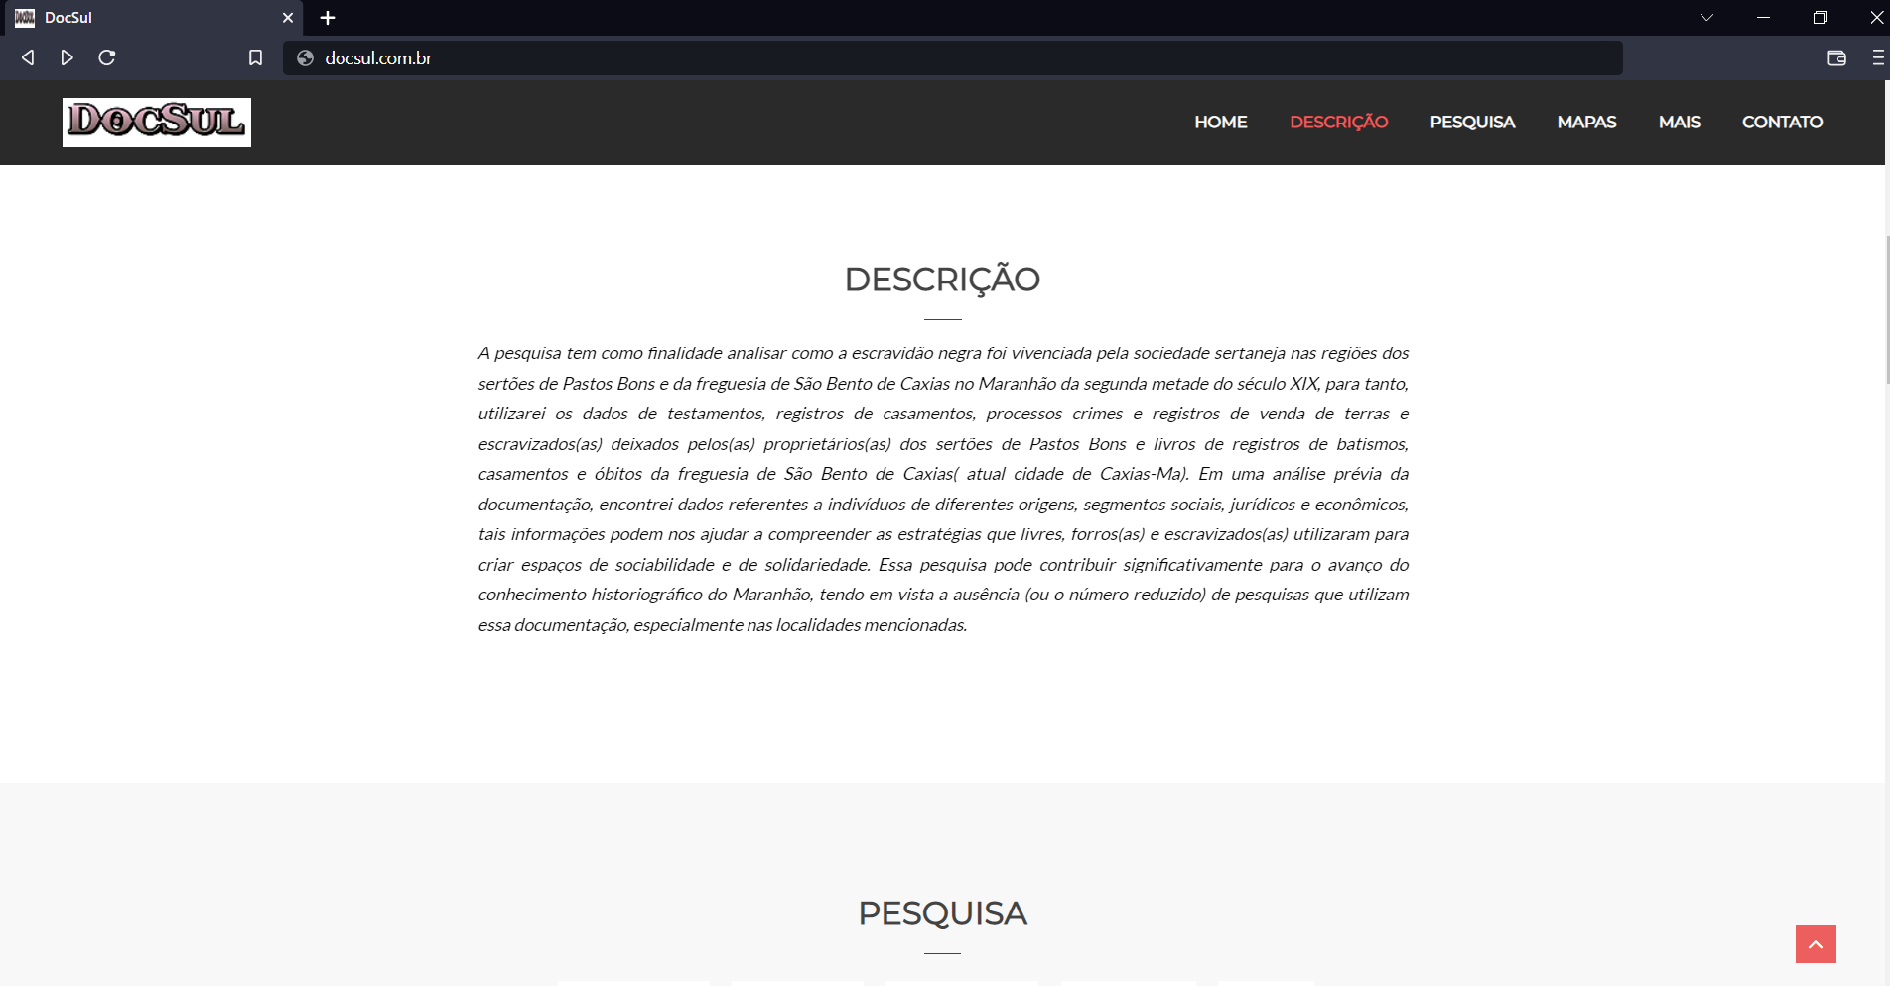 DocSul
docsul.com.br
DocSul
HOME DESCRIÇÃO PESQUISA MAPAS MAIS CONTATO
DESCRIÇÃO
A pesquisa tem como finalidade analisar como a escravidão negra foi vivenciada pela sociedade sertaneja nas regiões dos
sertões de Pastos Bons e da freguesia de São Bento de Caxias no Maranhão da segunda metade do século XIX, para tanto,
utilizarei os dados de testamentos, registros de casamentos, processos crimes e registros de venda de terras e
escravizados(as) deixados pelos(as) proprietários(as) dos sertões de Pastos Bons e livros de registros de batismos,
casamentos e óbitos da freguesia de São Bento de Caxias( atual cidade de Caxias-Ma). Em uma análise prévia da
documentação, encontrei dados referentes a indivíduos de diferentes origens, segmentos sociais, jurídicos e econômicos,
tais informações podem nos ajudar a compreender as estratégias que livres, forros(as) e escravizados(as) utilizaram para
criar espaços de sociabilidade e de solidariedade. Essa pesquisa pode contribuir significativamente para o avanço do
conhecimento historiográfico do Maranhão, tendo em vista a ausência (ou o número reduzido) de pesquisas que utilizam
essa documentação, especialmente nas localidades mencionadas.
PESQUISA